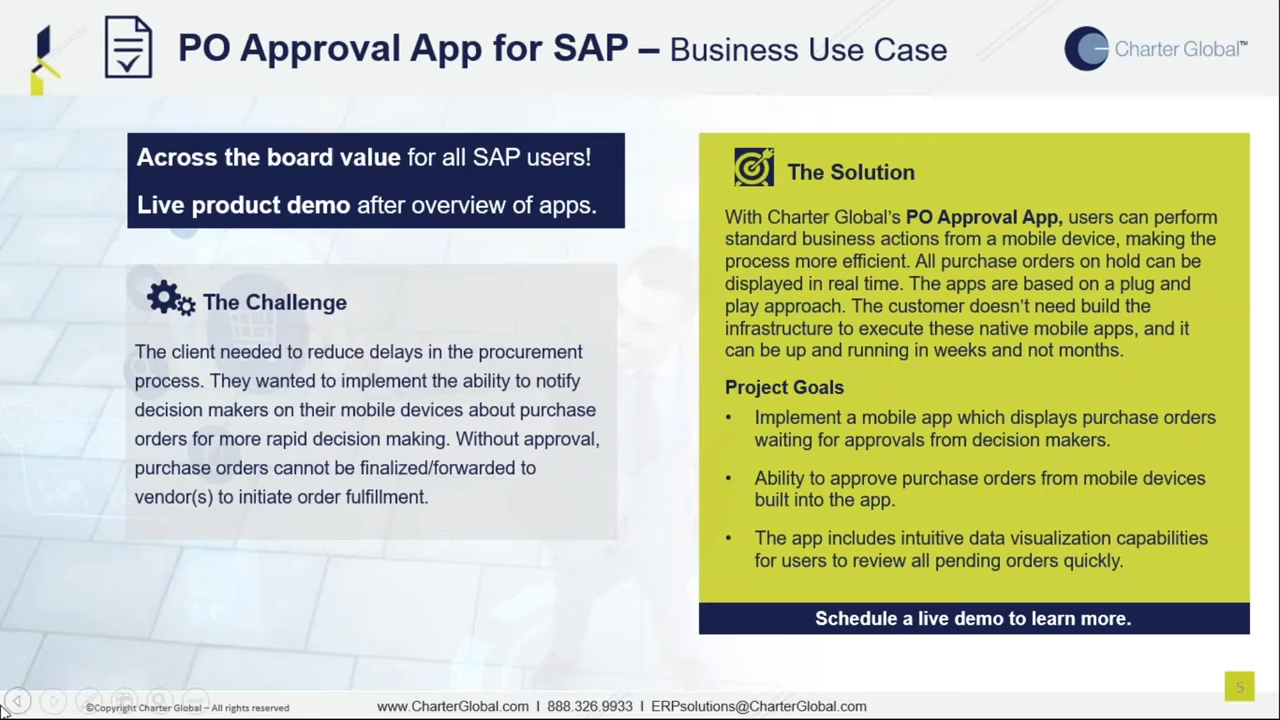 PO Approval App for SAP – Business Use Case
Charter Global™
Across the board value for all SAP users!
Live product demo after overview of apps.
The Challenge
The client needed to reduce delays in the procurement
process. They wanted to implement the ability to notify
decision makers on their mobile devices about purchase
orders for more rapid decision making. Without approval,
purchase orders cannot be finalized/forwarded to
vendor(s) to initiate order fulfillment.
The Solution
With Charter Global’s PO Approval App, users can perform
standard business actions from a mobile device, making the
process more efficient. All purchase orders on hold can be
displayed in real time. The apps are based on a plug and
play approach. The customer doesn’t need build the
infrastructure to execute these native mobile apps, and it
can be up and running in weeks and not months.
Project Goals
• Implement a mobile app which displays purchase orders
waiting for approvals from decision makers.
• Ability to approve purchase orders from mobile devices
built into the app.
• The app includes intuitive data visualization capabilities
for users to review all pending orders quickly.
Schedule a live demo to learn more.
5
©Copyright Charter Global – All rights reserved
www.CharterGlobal.com I 888.326.9933 I ERPsolutions@CharterGlobal.com